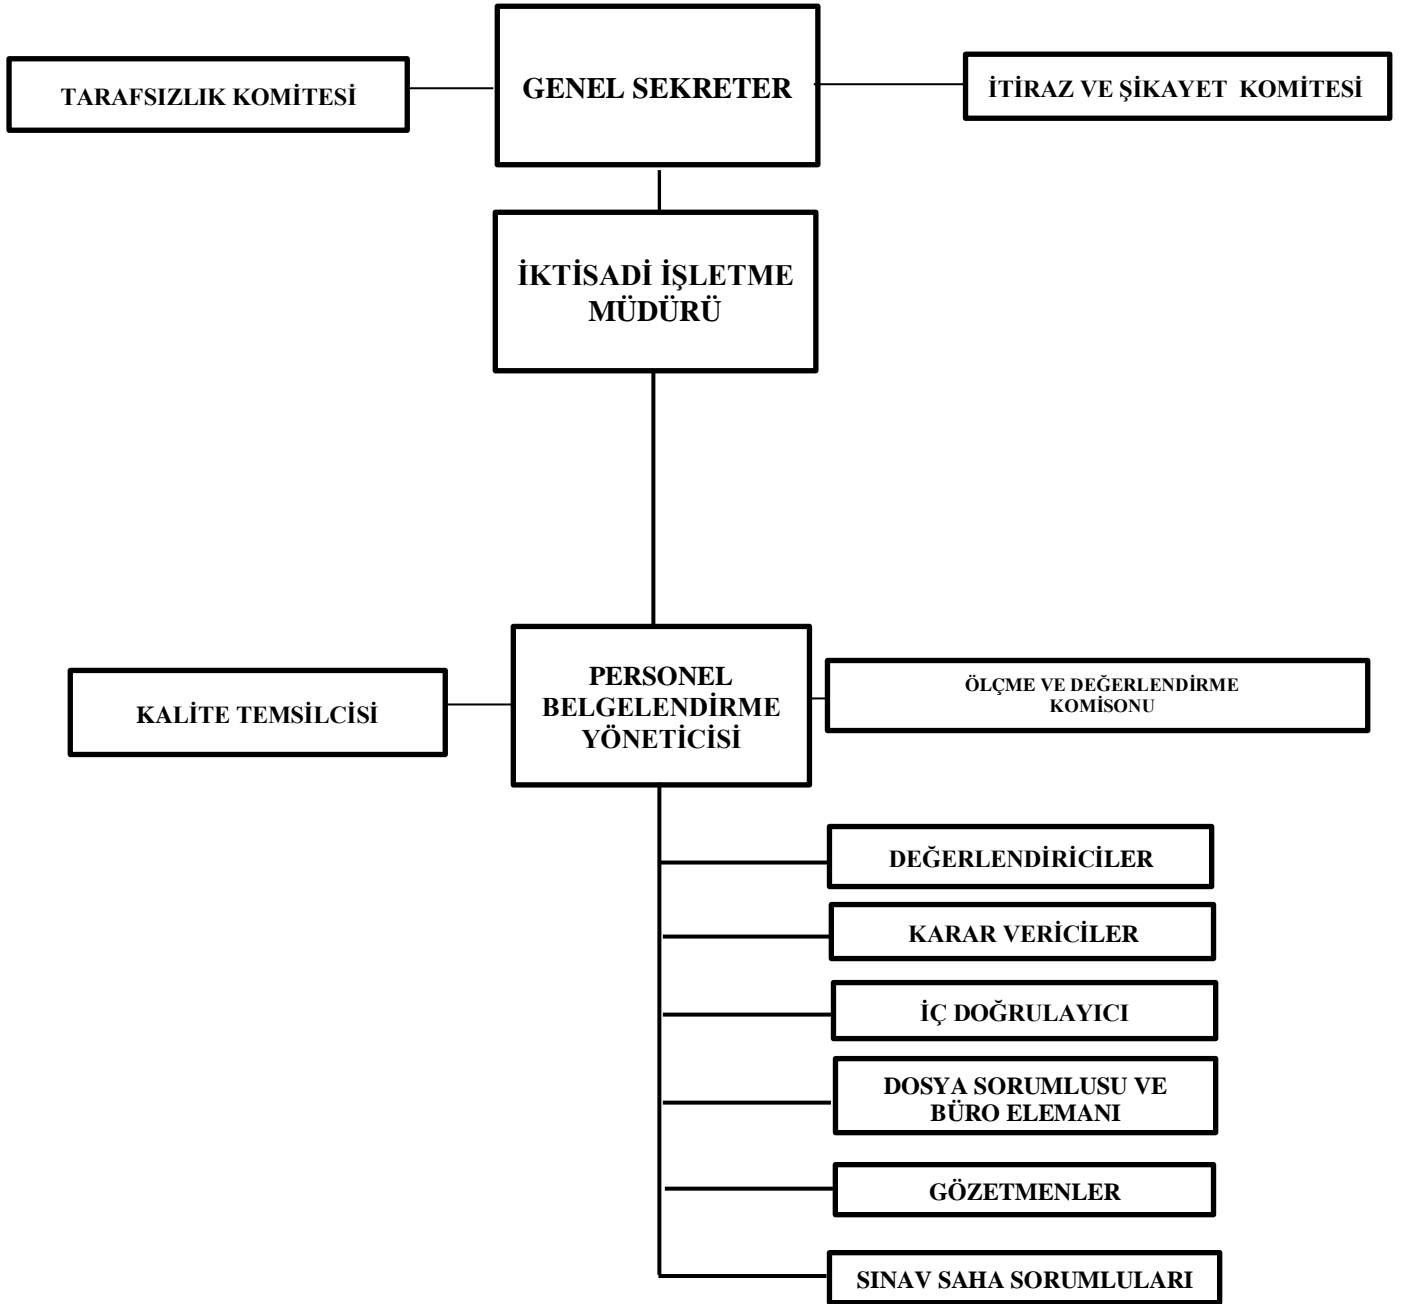 TARAFSIZLIK KOMİTESİ
GENEL SEKRETER
İTİRAZ VE ŞİKAYET KOMİTESİ
İKTİSADİ İŞLETME
MÜDÜRÜ
KALİTE TEMSİLCİSİ
PERSONEL
BELGELENDİRME
YÖNETİCİSİ
ÖLÇME VE DEĞERLENDİRME
KOMİSONU
DEĞERLENDİRİCİLER
KARAR VERİCİLER
İÇ DOĞRULAYICI
DOSYA SORUMLUSU VE
BÜRO ELEMANI
GÖZETMENLER
SINAV SAHA SORUMLULARI